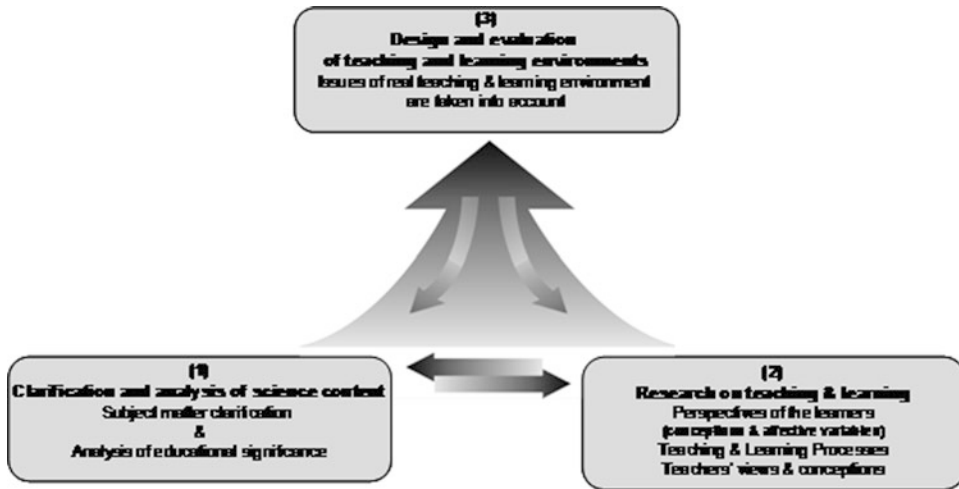 (3)
Design and evaluation
of teaching and learning environments
Issues of real teaching & learning environment
are taken into account
(1)
Clarification and analysis of science content
Subject matter clarification
&
Analysis of educational significance
(2)
Research on teaching & learning
Perspectives of the learners
(conceptions & affective variables)
Teaching & Learning Processes
Teachers' views & conceptions